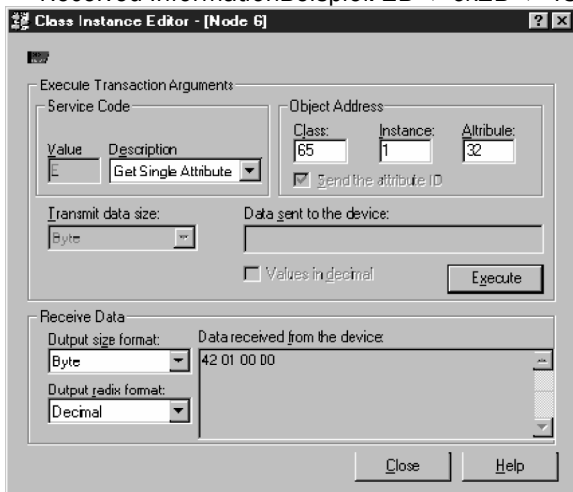 Class Instance Editor - [Node 6]
Execute Transaction Arguments
Service Code
Object Address
Value Description
E Get Single Attribute
Class: Instance: Attribute:
65 1 32
Send the attribute ID
Transmit data size: Data sent to the device:
Byte
Values in decimal
Execute
Receive Data
Output size format: Data received from the device:
Byte 42 01 00 D0
Output radix format:
Decimal
Close Help